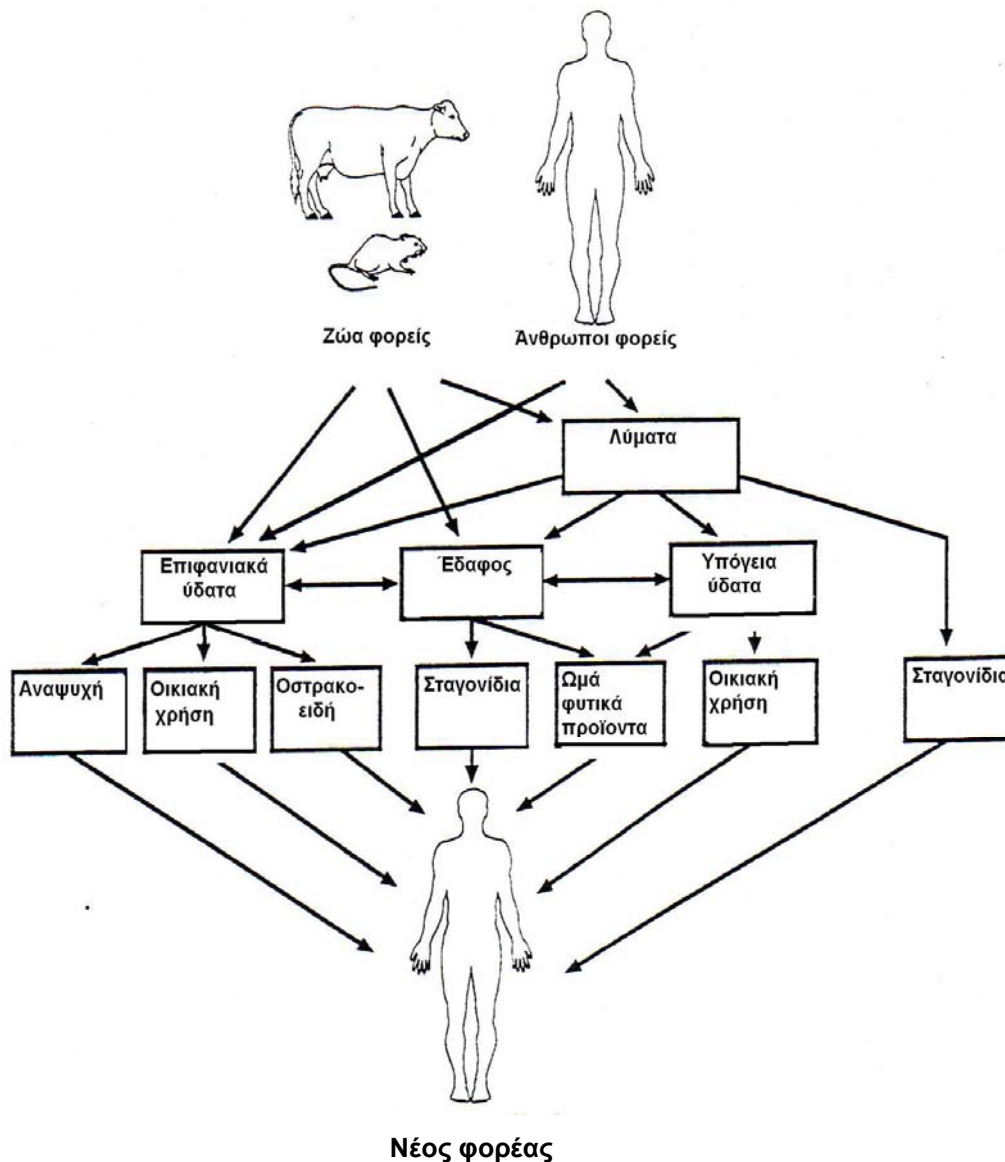 Ζώα φορείς
Άνθρωποι φορείς
Λύματα
Επιφανιακά
ύδατα
Έδαφος
Υπόγεια
ύδατα
Αναψυχή
Οικιακή
χρήση
Οστρακο-
ειδή
Σταγονίδια
Ωμά
φυτικά
προϊοντα
Οικιακή
χρήση
Σταγονίδια
Νέος φορέας